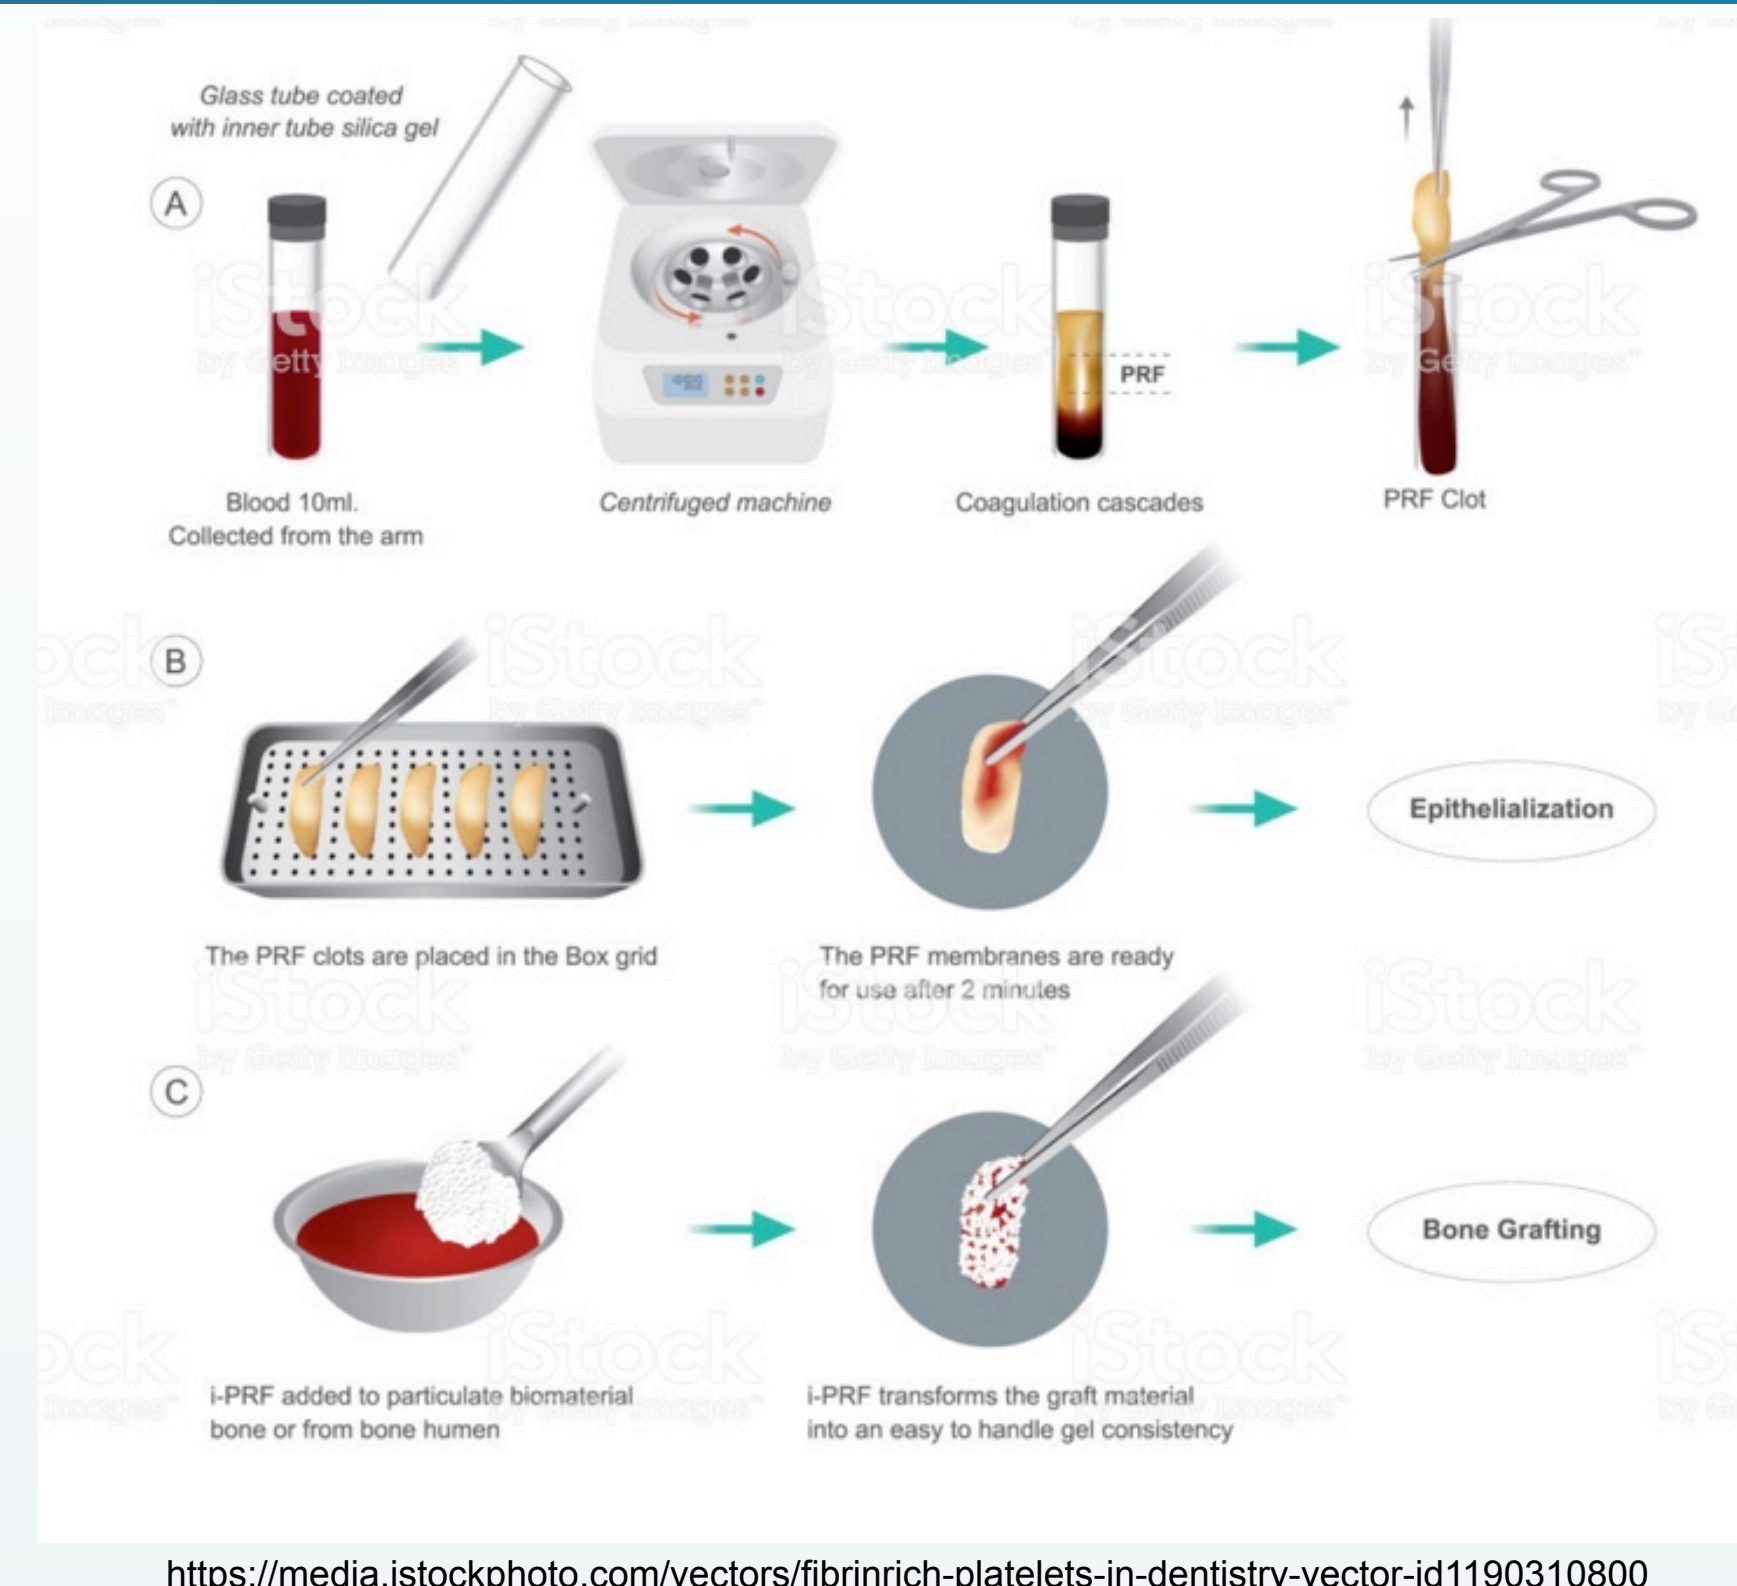 Glass tube coated
with inner tube silica gel
A
PRF
Blood 10ml.
Collected from the arm
Centrifuged machine
Coagulation cascades
PRF Clot
B
Epithelialization
The PRF clots are placed in the Box grid
The PRF membranes are ready
for use after 2 minutes
C
Bone Grafting
i-PRF added to particulate biomaterial
bone or from bone humen
i-PRF transforms the graft material
into an easy to handle gel consistency
iStock
by Getty Images™
https://media.istockphoto.com/vectors/fibrinrich-platelets-in-dentistry-vector-id1190310800